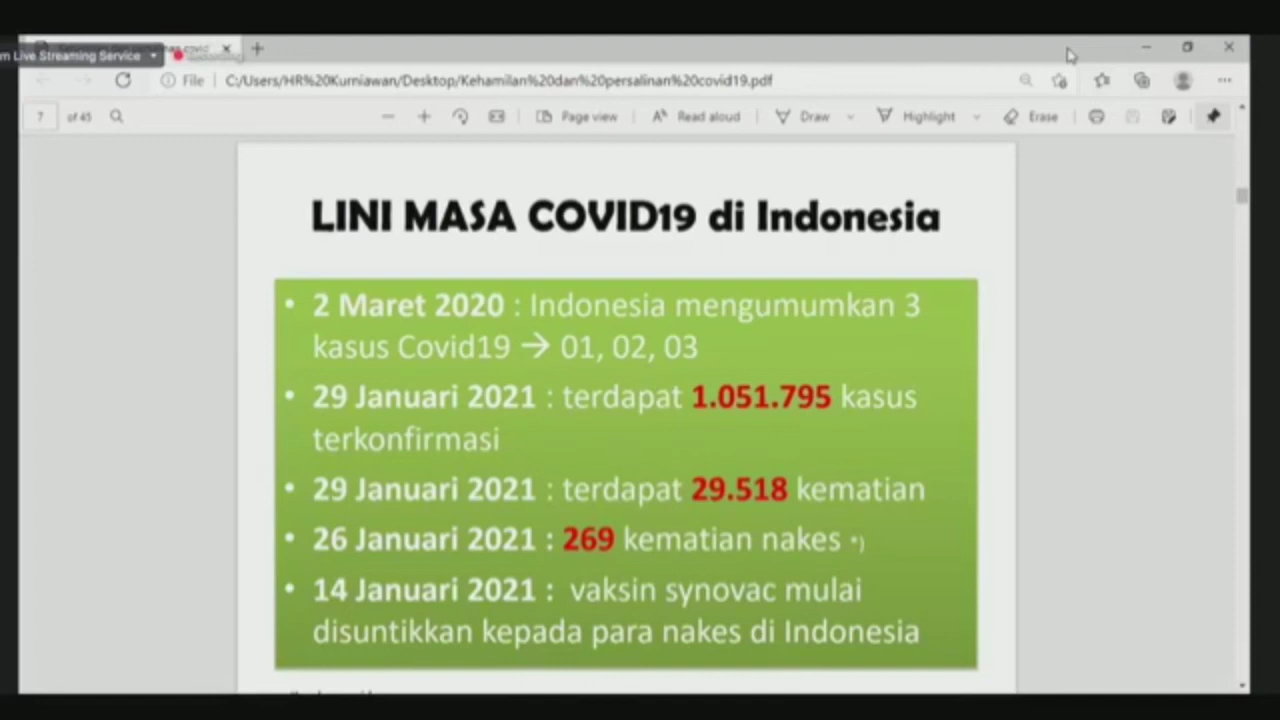 m Live Streaming Service
File
C:/Users/HR%20Kurniawan/Desktop/Kehamilan%20dan%20persalinan%20covid19.pdf
7 of 45
Page view
Read aloud
Draw
Highlight
Erase
LINI MASA COVID19 di Indonesia
• 2 Maret 2020 : Indonesia mengumumkan 3
kasus Covid19 → 01, 02, 03
• 29 Januari 2021 : terdapat 1.051.795 kasus
terkonfirmasi
• 29 Januari 2021 : terdapat 29.518 kematian
• 26 Januari 2021 : 269 kematian nakes *)
• 14 Januari 2021 : vaksin synovac mulai
disuntikkan kepada para nakes di Indonesia